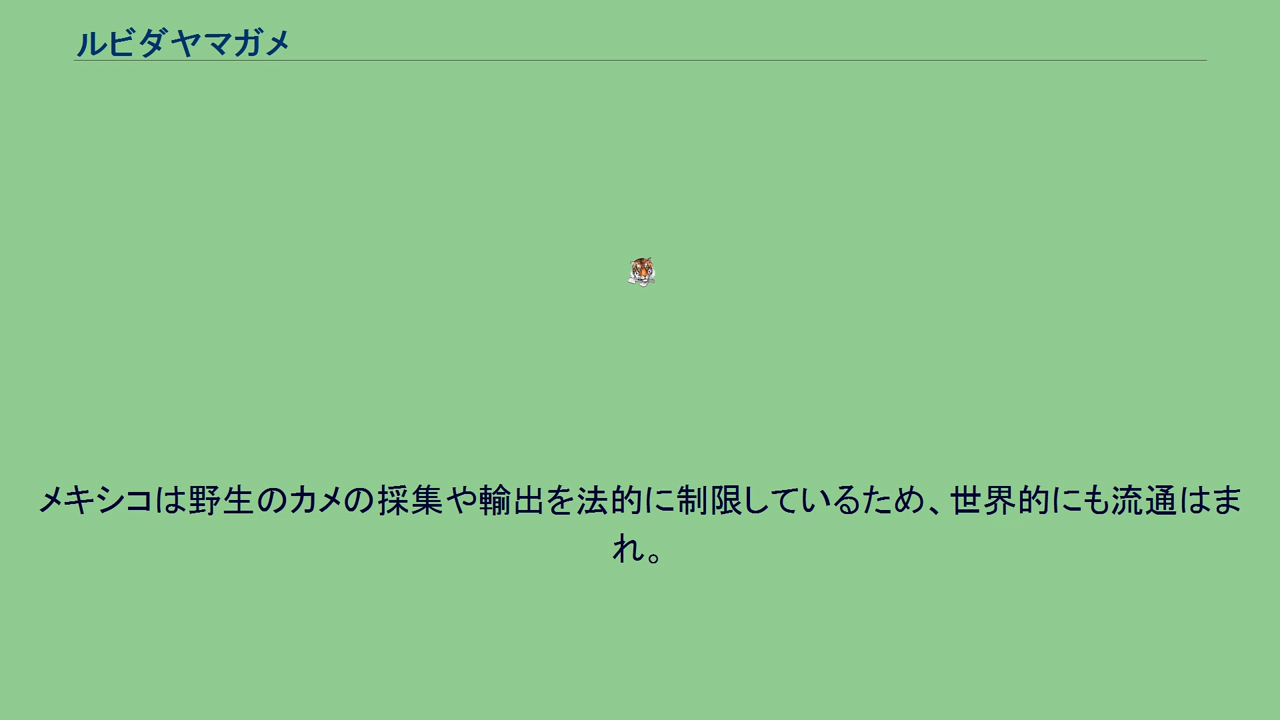 ルビダヤマガメ
メキシコは野生のカメの採集や輸出を法的に制限しているため、世界的にも流通はま
れ。